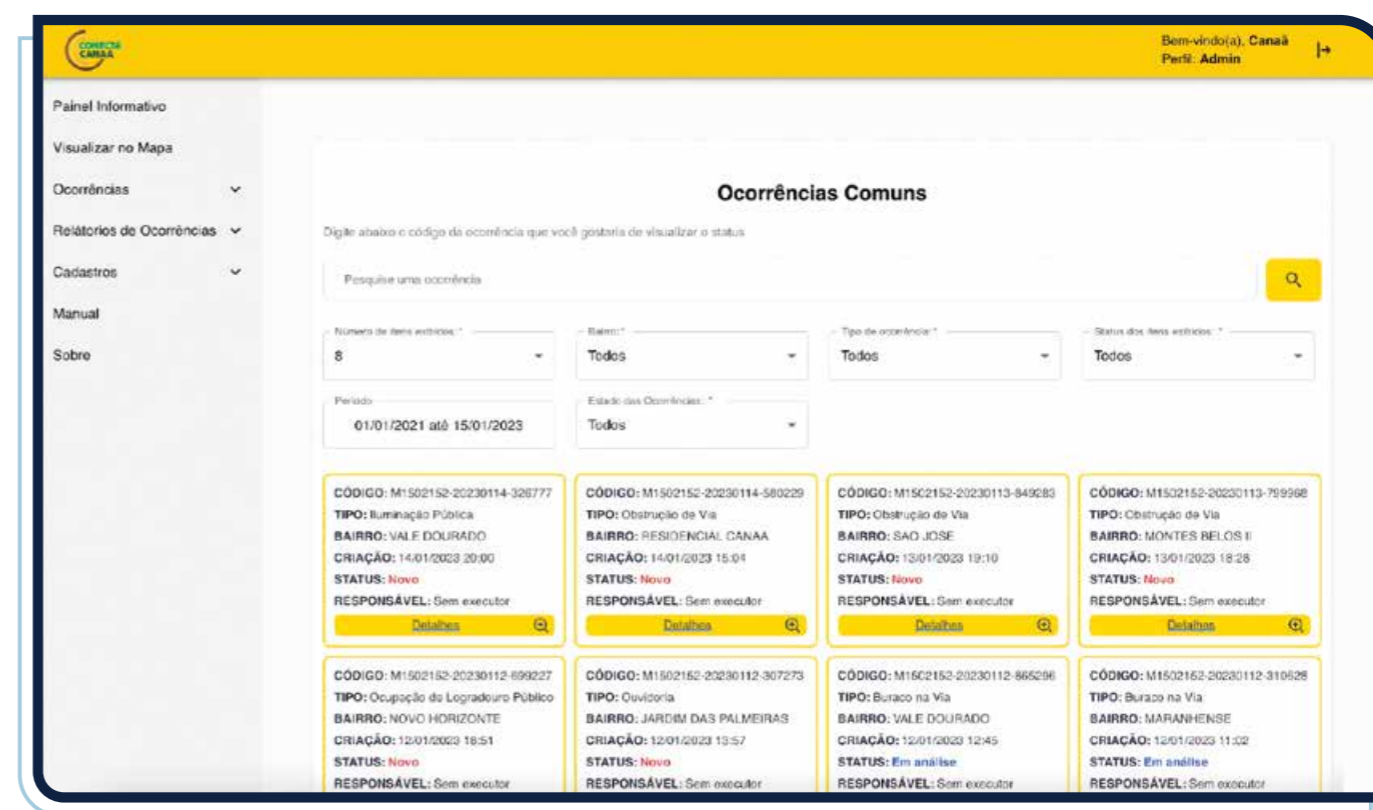 CONECTA
CANAÃ
Bem-vindo(a), Canaã
Perfil: Admin
Painel Informativo
Visualizar no Mapa
Ocorrências
Relátorios de Ocorrências
Cadastros
Manual
Sobre
Ocorrências Comuns
Digite abaixo o código da ocorrência que você gostaria de visualizar o status
Pesquise uma ocorrência
Número de itens exibidos: *
Bairro: *
Tipo de ocorrência: *
Status dos itens exibidos: *
8
Todos
Todos
Todos
Período
Estado das Ocorrências: *
01/01/2021 até 15/01/2023
Todos
CÓDIGO: M1502152-20230114-326777
TIPO: Iluminação Pública
BAIRRO: VALE DOURADO
CRIAÇÃO: 14/01/2023 20:00
STATUS: Novo
RESPONSÁVEL: Sem executor
Detalhes
CÓDIGO: M1502152-20230114-580229
TIPO: Obstrução de Via
BAIRRO: RESIDENCIAL CANAA
CRIAÇÃO: 14/01/2023 15:04
STATUS: Novo
RESPONSÁVEL: Sem executor
Detalhes
CÓDIGO: M1502152-20230113-849283
TIPO: Obstrução de Via
BAIRRO: SAO JOSE
CRIAÇÃO: 13/01/2023 19:10
STATUS: Novo
RESPONSÁVEL: Sem executor
Detalhes
CÓDIGO: M1502152-20230113-799968
TIPO: Obstrução de Via
BAIRRO: MONTES BELOS II
CRIAÇÃO: 13/01/2023 18:28
STATUS: Novo
RESPONSÁVEL: Sem executor
Detalhes
CÓDIGO: M1502152-20230112-699227
TIPO: Ocupação de Logradouro Público
BAIRRO: NOVO HORIZONTE
CRIAÇÃO: 12/01/2023 18:51
STATUS: Novo
RESPONSÁVEL: Sem executor
CÓDIGO: M1502152-20230112-307273
TIPO: Ouvidoria
BAIRRO: JARDIM DAS PALMEIRAS
CRIAÇÃO: 12/01/2023 13:57
STATUS: Novo
RESPONSÁVEL: Sem executor
CÓDIGO: M1502152-20230112-865296
TIPO: Buraco na Via
BAIRRO: VALE DOURADO
CRIAÇÃO: 12/01/2023 12:45
STATUS: Em análise
RESPONSÁVEL: Sem executor
CÓDIGO: M1502152-20230112-310628
TIPO: Buraco na Via
BAIRRO: MARANHENSE
CRIAÇÃO: 12/01/2023 11:02
STATUS: Em análise
RESPONSÁVEL: Sem executor